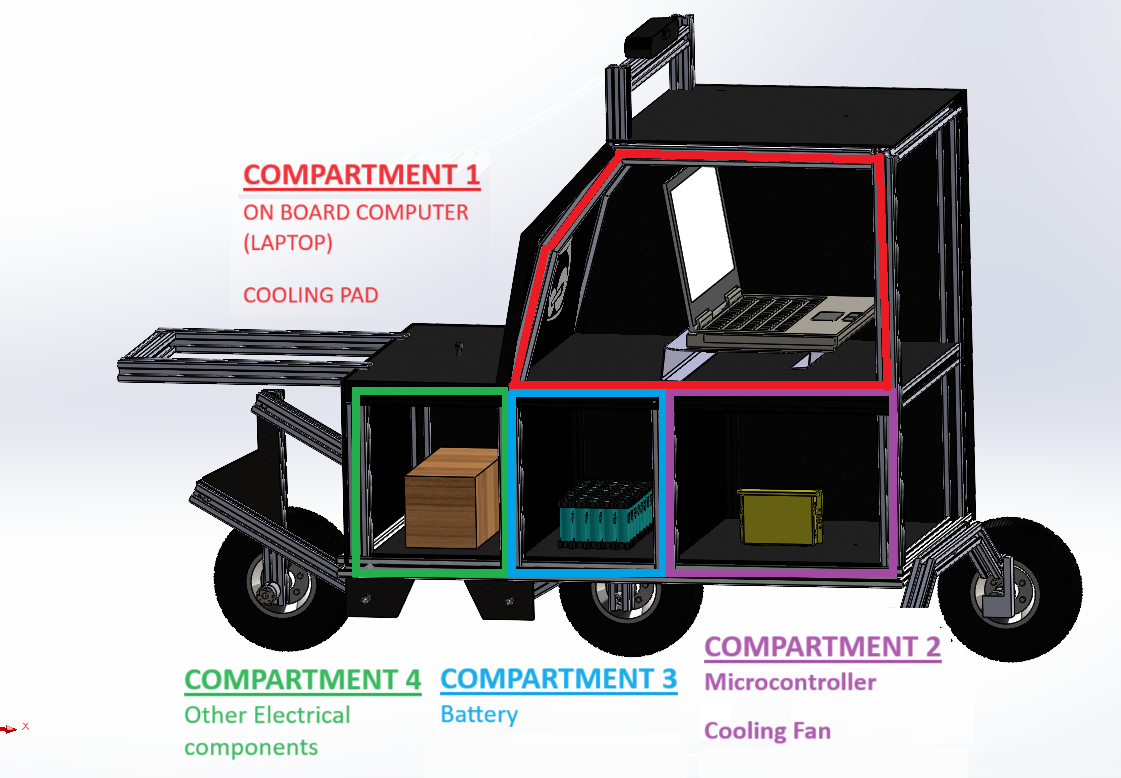 COMPARTMENT 1
ON BOARD COMPUTER
(LAPTOP)
COOLING PAD
COMPARTMENT 2
Microcontroller
Cooling Fan
COMPARTMENT 4
Other Electrical
components
COMPARTMENT 3
Battery
X